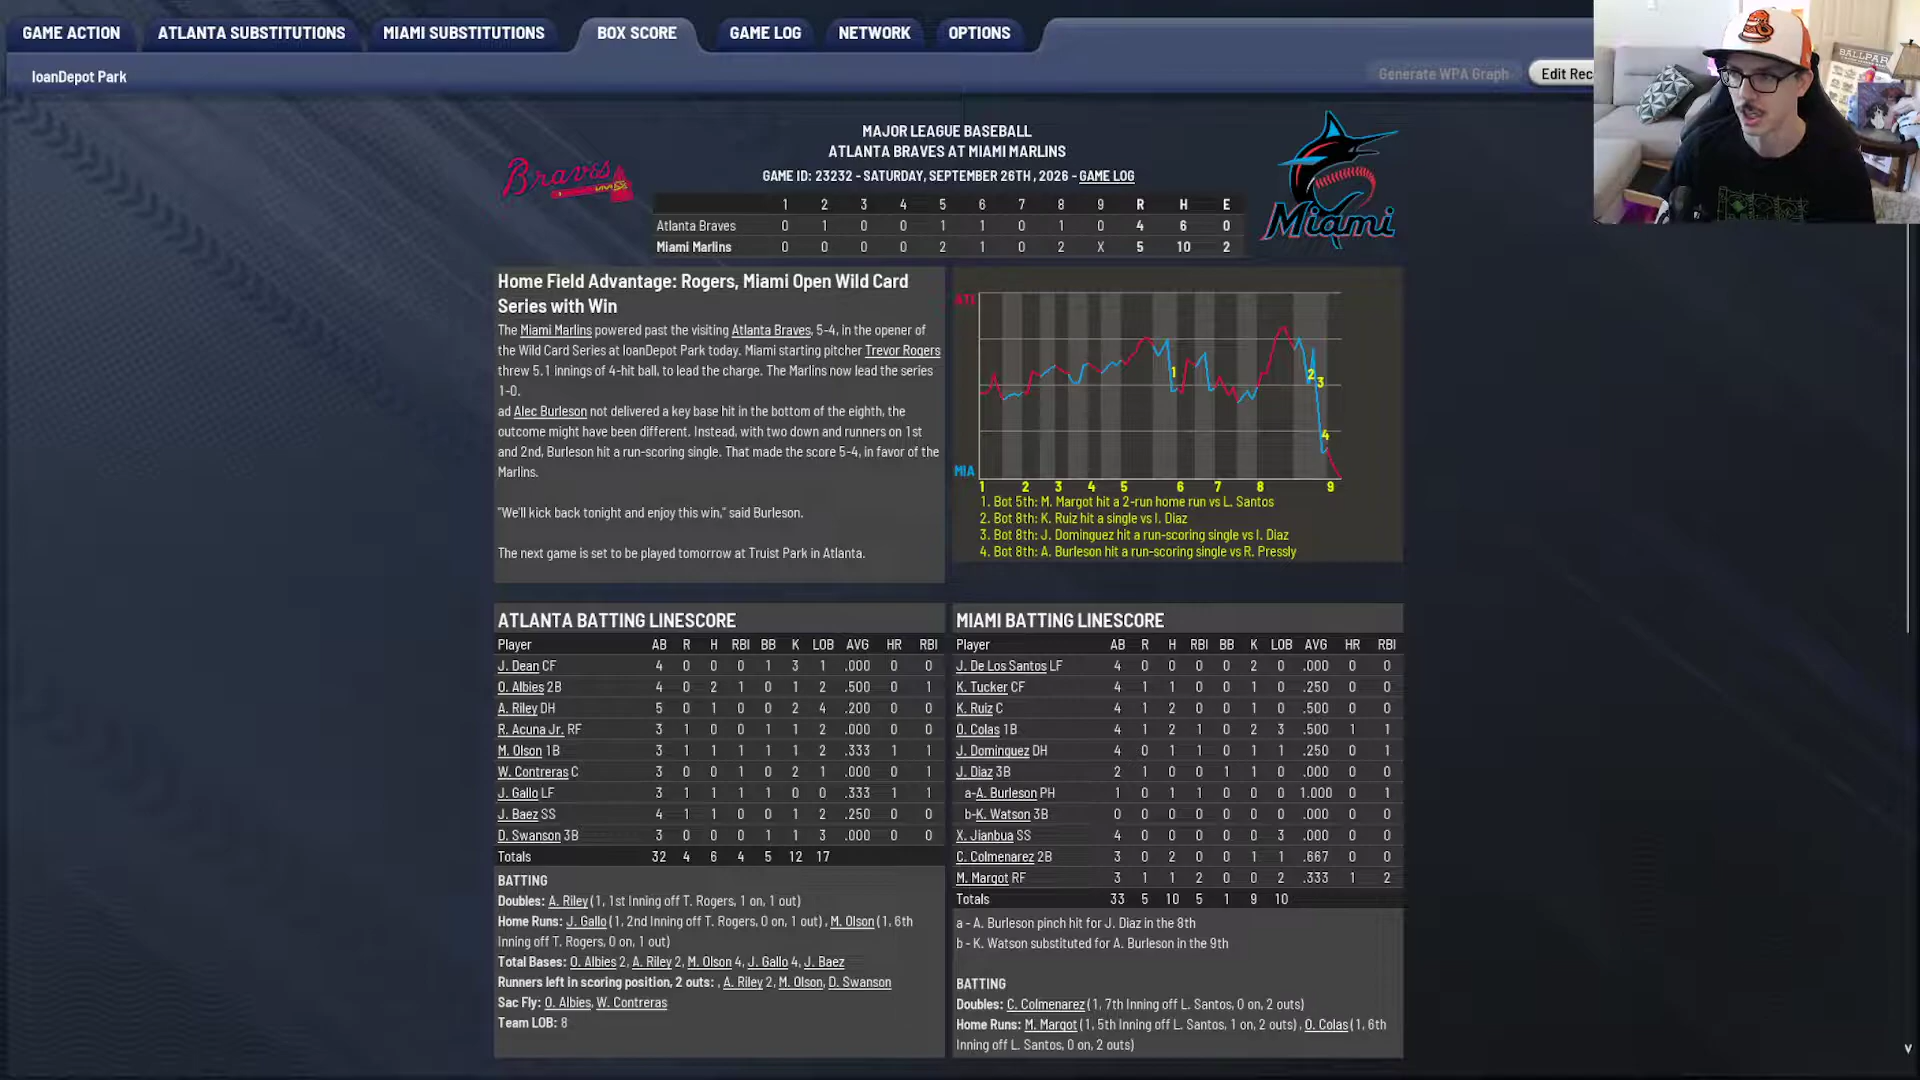 GAME ACTION
ATLANTA SUBSTITUTIONS
MIAMI SUBSTITUTIONS
BOX SCORE
GAME LOG
NETWORK
OPTIONS
loanDepot Park
Generate WPA Graph
Edit Rec
BALLPAR
MAJOR LEAGUE BASEBALL
ATLANTA BRAVES AT MIAMI MARLINS
GAME ID: 23232 - SATURDAY, SEPTEMBER 26TH , 2026 - GAME LOG
Braves
Miami
1 2 3 4 5 6 7 8 9 R H E
Atlanta Braves 0 1 0 0 1 1 0 1 0 4 6 0
Miami Marlins 0 0 0 0 2 1 0 2 X 5 10 2
Home Field Advantage: Rogers, Miami Open Wild Card
Series with Win
The Miami Marlins powered past the visiting Atlanta Braves, 5-4, in the opener of
the Wild Card Series at loanDepot Park today. Miami starting pitcher Trevor Rogers
threw 5.1 innings of 4-hit ball, to lead the charge. The Marlins now lead the series
1-0.
ad Alec Burleson not delivered a key base hit in the bottom of the eighth, the
outcome might have been different. Instead, with two down and runners on 1st
and 2nd, Burleson hit a run-scoring single. That made the score 5-4, in favor of the
Marlins.
"We'll kick back tonight and enjoy this win," said Burleson.
The next game is set to be played tomorrow at Truist Park in Atlanta.
ATL
1
2
3
4
MIA
1 2 3 4 5 6 7 8 9
1. Bot 5th: M. Margot hit a 2-run home run vs L. Santos
2. Bot 8th: K. Ruiz hit a single vs I. Diaz
3. Bot 8th: J. Dominguez hit a run-scoring single vs I. Diaz
4. Bot 8th: A. Burleson hit a run-scoring single vs R. Pressly
ATLANTA BATTING LINESCORE
Player AB R H RBI BB K LOB AVG HR RBI
J. Dean CF 4 0 0 0 1 3 1 .000 0 0
O. Albies 2B 4 0 2 1 0 1 2 .500 0 1
A. Riley DH 5 0 1 0 0 2 4 .200 0 0
R. Acuna Jr. RF 3 1 0 0 1 1 2 .000 0 0
M. Olson 1B 3 1 1 1 1 1 2 .333 1 1
W. Contreras C 3 0 0 1 0 2 1 .000 0 1
J. Gallo LF 3 1 1 1 1 0 0 .333 1 1
J. Baez SS 4 1 1 0 0 1 2 .250 0 0
D. Swanson 3B 3 0 0 0 1 1 3 .000 0 0
Totals 32 4 6 4 5 12 17
BATTING
Doubles: A. Riley (1, 1st Inning off T. Rogers, 1 on, 1 out)
Home Runs: J. Gallo (1, 2nd Inning off T. Rogers, 0 on, 1 out) , M. Olson (1, 6th
Inning off T. Rogers, 0 on, 1 out)
Total Bases: O. Albies 2, A. Riley 2, M. Olson 4, J. Gallo 4, J. Baez
Runners left in scoring position, 2 outs: , A. Riley 2, M. Olson, D. Swanson
Sac Fly: O. Albies, W. Contreras
Team LOB: 8
MIAMI BATTING LINESCORE
Player AB R H RBI BB K LOB AVG HR RBI
J. De Los Santos LF 4 0 0 0 0 2 0 .000 0 0
K. Tucker CF 4 1 1 0 0 1 0 .250 0 0
K. Ruiz C 4 1 2 0 0 1 0 .500 0 0
O. Colas 1B 4 1 2 1 0 2 3 .500 1 1
J. Dominguez DH 4 0 1 1 0 1 1 .250 0 1
J. Diaz 3B 2 1 0 0 1 1 0 .000 0 0
a-A. Burleson PH 1 0 1 1 0 0 0 1.000 0 1
b-K. Watson 3B 0 0 0 0 0 0 0 .000 0 0
X. Jianbua SS 4 0 0 0 0 0 3 .000 0 0
C. Colmenarez 2B 3 0 2 0 0 1 1 .667 0 0
M. Margot RF 3 1 1 2 0 0 2 .333 1 2
Totals 33 5 10 5 1 9 10
a - A. Burleson pinch hit for J. Diaz in the 8th
b - K. Watson substituted for A. Burleson in the 9th
BATTING
Doubles: C. Colmenarez (1, 7th Inning off L. Santos, 0 on, 2 outs)
Home Runs: M. Margot (1, 5th Inning off L. Santos, 1 on, 2 outs) , O. Colas (1, 6th
Inning off L. Santos, 0 on, 2 outs)